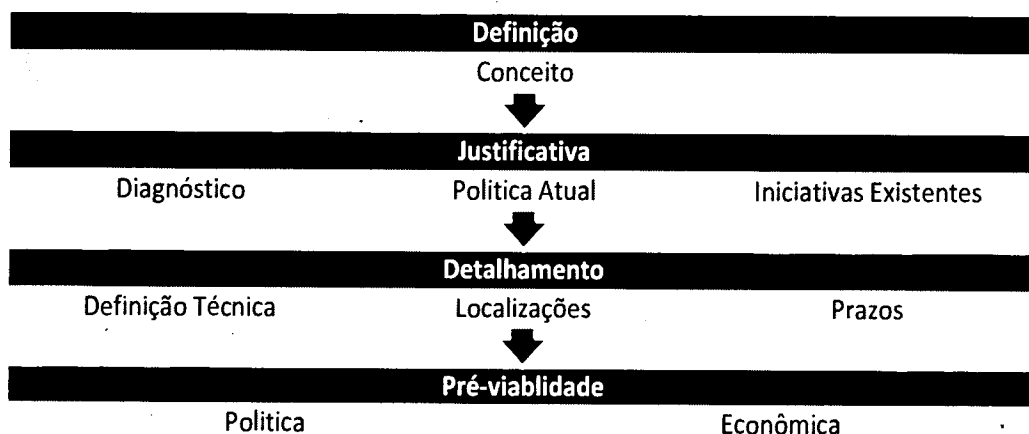 Definição
Conceito
Justificativa
Diagnóstico Politica Atual Iniciativas Existentes
Detalhamento
Definição Técnica Localizações Prazos
Pré-viablidade
Politica Econômica